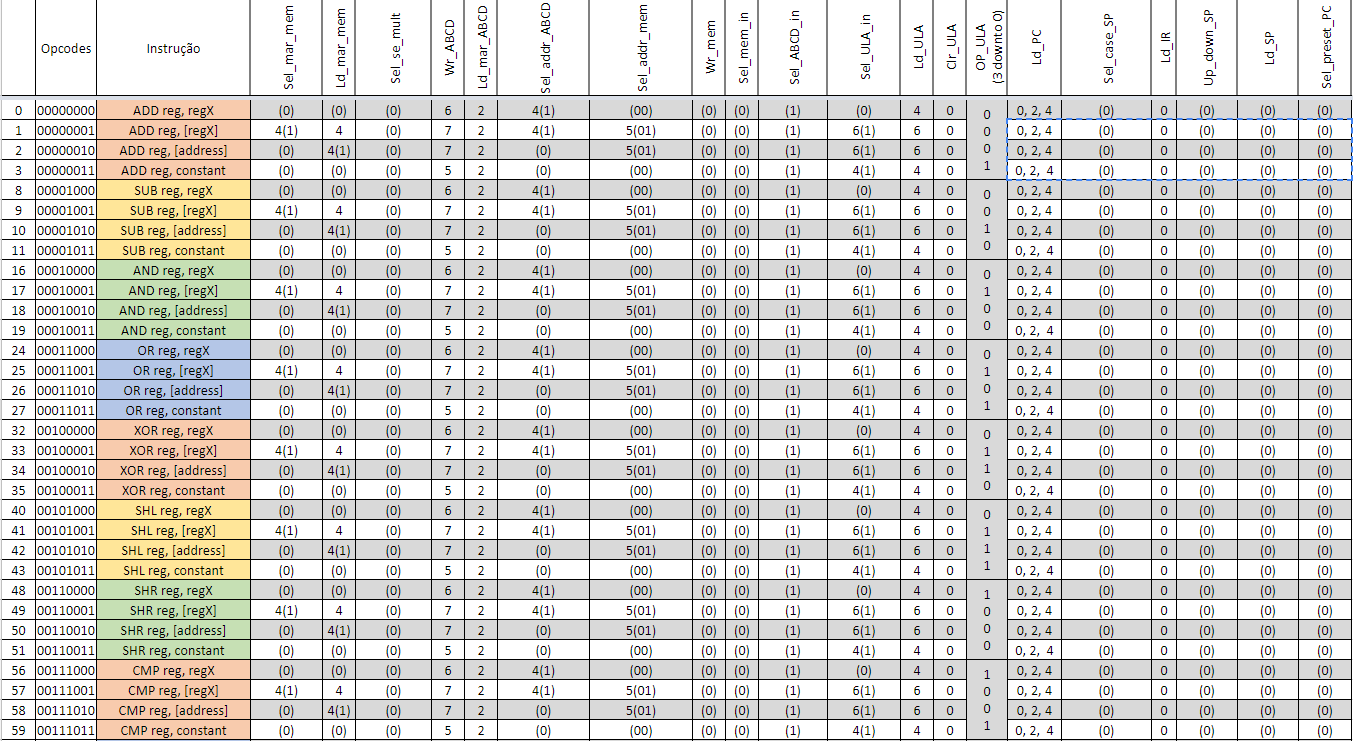 Opcodes Instrução Sel_mar_mem Ld_mar_mem Sel_se_mult Wr_ABCD Ld_mar_ABCD Sel_addr_ABCD Sel_addr_mem Wr_mem Sel_mem_in Sel_ABCD_in Sel_ULA_in Ld_ULA Clr_ULA OP_ULA (3 downto 0) Ld_PC Sel_case_SP Ld_IR Up_down_SP Ld_SP Sel_preset_PC
0 00000000 ADD reg, regX (0) (0) (0) 6 2 4(1) (00) (0) (0) (1) (0) 4 0 0 0, 2, 4 (0) 0 (0) (0) (0)
1 00000001 ADD reg, [regX] 4(1) 4 (0) 7 2 4(1) 5(01) (0) (0) (1) 6(1) 6 0 0 0, 2, 4 (0) 0 (0) (0) (0)
2 00000010 ADD reg, [address] (0) 4(1) (0) 7 2 (0) 5(01) (0) (0) (1) 6(1) 6 0 0 0, 2, 4 (0) 0 (0) (0) (0)
3 00000011 ADD reg, constant (0) (0) (0) 5 2 (0) (00) (0) (0) (1) 4(1) 4 0 1 0, 2, 4 (0) 0 (0) (0) (0)
8 00001000 SUB reg, regX (0) (0) (0) 6 2 4(1) (00) (0) (0) (1) (0) 4 0 0 0, 2, 4 (0) 0 (0) (0) (0)
9 00001001 SUB reg, [regX] 4(1) 4 (0) 7 2 4(1) 5(01) (0) (0) (1) 6(1) 6 0 0 0, 2, 4 (0) 0 (0) (0) (0)
10 00001010 SUB reg, [address] (0) 4(1) (0) 7 2 (0) 5(01) (0) (0) (1) 6(1) 6 0 1 0, 2, 4 (0) 0 (0) (0) (0)
11 00001011 SUB reg, constant (0) (0) (0) 5 2 (0) (00) (0) (0) (1) 4(1) 4 0 0 0, 2, 4 (0) 0 (0) (0) (0)
16 00010000 AND reg, regX (0) (0) (0) 6 2 4(1) (00) (0) (0) (1) (0) 4 0 0 0, 2, 4 (0) 0 (0) (0) (0)
17 00010001 AND reg, [regX] 4(1) 4 (0) 7 2 4(1) 5(01) (0) (0) (1) 6(1) 6 0 1 0, 2, 4 (0) 0 (0) (0) (0)
18 00010010 AND reg, [address] (0) 4(1) (0) 7 2 (0) 5(01) (0) (0) (1) 6(1) 6 0 0 0, 2, 4 (0) 0 (0) (0) (0)
19 00010011 AND reg, constant (0) (0) (0) 5 2 (0) (00) (0) (0) (1) 4(1) 4 0 0 0, 2, 4 (0) 0 (0) (0) (0)
24 00011000 OR reg, regX (0) (0) (0) 6 2 4(1) (00) (0) (0) (1) (0) 4 0 0 0, 2, 4 (0) 0 (0) (0) (0)
25 00011001 OR reg, [regX] 4(1) 4 (0) 7 2 4(1) 5(01) (0) (0) (1) 6(1) 6 0 1 0, 2, 4 (0) 0 (0) (0) (0)
26 00011010 OR reg, [address] (0) 4(1) (0) 7 2 (0) 5(01) (0) (0) (1) 6(1) 6 0 0 0, 2, 4 (0) 0 (0) (0) (0)
27 00011011 OR reg, constant (0) (0) (0) 5 2 (0) (00) (0) (0) (1) 4(1) 4 0 1 0, 2, 4 (0) 0 (0) (0) (0)
32 00100000 XOR reg, regX (0) (0) (0) 6 2 4(1) (00) (0) (0) (1) (0) 4 0 0 0, 2, 4 (0) 0 (0) (0) (0)
33 00100001 XOR reg, [regX] 4(1) 4 (0) 7 2 4(1) 5(01) (0) (0) (1) 6(1) 6 0 1 0, 2, 4 (0) 0 (0) (0) (0)
34 00100010 XOR reg, [address] (0) 4(1) (0) 7 2 (0) 5(01) (0) (0) (1) 6(1) 6 0 1 0, 2, 4 (0) 0 (0) (0) (0)
35 00100011 XOR reg, constant (0) (0) (0) 5 2 (0) (00) (0) (0) (1) 4(1) 4 0 0 0, 2, 4 (0) 0 (0) (0) (0)
40 00101000 SHL reg, regX (0) (0) (0) 6 2 4(1) (00) (0) (0) (1) (0) 4 0 0 0, 2, 4 (0) 0 (0) (0) (0)
41 00101001 SHL reg, [regX] 4(1) 4 (0) 7 2 4(1) 5(01) (0) (0) (1) 6(1) 6 0 1 0, 2, 4 (0) 0 (0) (0) (0)
42 00101010 SHL reg, [address] (0) 4(1) (0) 7 2 (0) 5(01) (0) (0) (1) 6(1) 6 0 1 0, 2, 4 (0) 0 (0) (0) (0)
43 00101011 SHL reg, constant (0) (0) (0) 5 2 (0) (00) (0) (0) (1) 4(1) 4 0 1 0, 2, 4 (0) 0 (0) (0) (0)
48 00110000 SHR reg, regX (0) (0) (0) 6 2 4(1) (00) (0) (0) (1) (0) 4 0 1 0, 2, 4 (0) 0 (0) (0) (0)
49 00110001 SHR reg, [regX] 4(1) 4 (0) 7 2 4(1) 5(01) (0) (0) (1) 6(1) 6 0 0 0, 2, 4 (0) 0 (0) (0) (0)
50 00110010 SHR reg, [address] (0) 4(1) (0) 7 2 (0) 5(01) (0) (0) (1) 6(1) 6 0 0 0, 2, 4 (0) 0 (0) (0) (0)
51 00110011 SHR reg, constant (0) (0) (0) 5 2 (0) (00) (0) (0) (1) 4(1) 4 0 0 0, 2, 4 (0) 0 (0) (0) (0)
56 00111000 CMP reg, regX (0) (0) (0) 6 2 4(1) (00) (0) (0) (1) (0) 4 0 1 0, 2, 4 (0) 0 (0) (0) (0)
57 00111001 CMP reg, [regX] 4(1) 4 (0) 7 2 4(1) 5(01) (0) (0) (1) 6(1) 6 0 0 0, 2, 4 (0) 0 (0) (0) (0)
58 00111010 CMP reg, [address] (0) 4(1) (0) 7 2 (0) 5(01) (0) (0) (1) 6(1) 6 0 0 0, 2, 4 (0) 0 (0) (0) (0)
59 00111011 CMP reg, constant (0) (0) (0) 5 2 (0) (00) (0) (0) (1) 4(1) 4 0 1 0, 2, 4 (0) 0 (0) (0) (0)